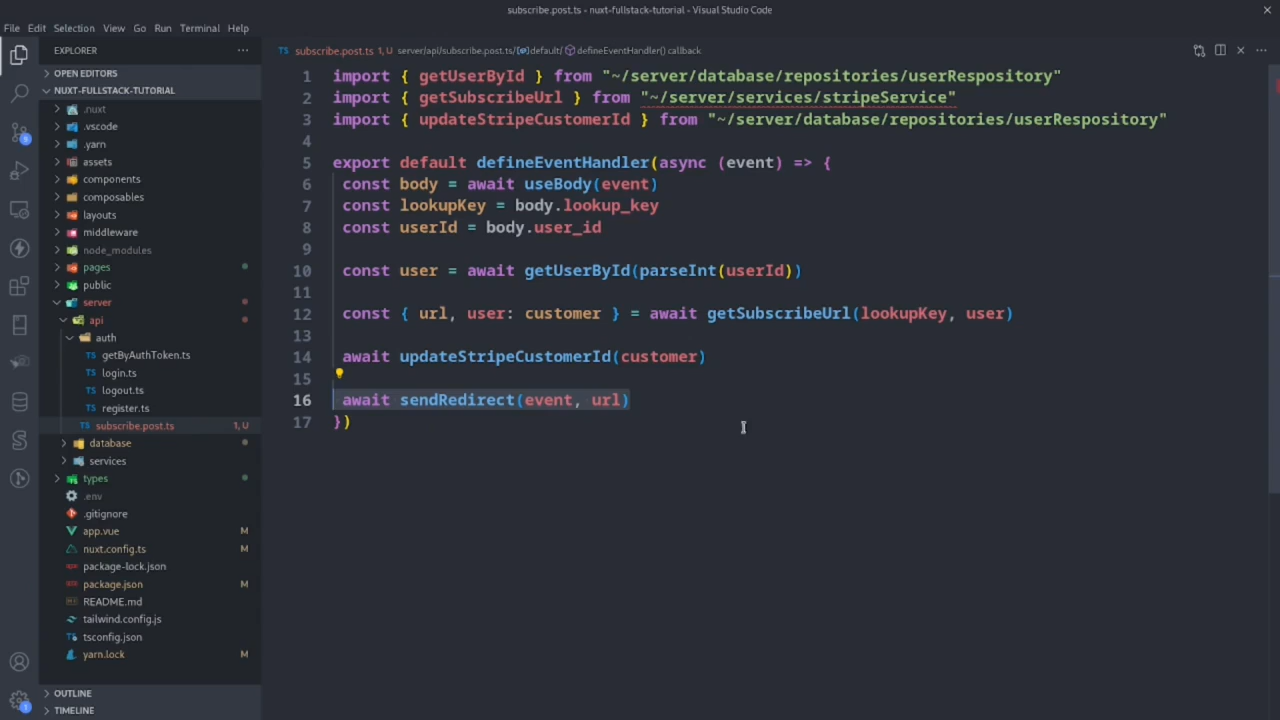 subscribe.post.ts - nuxt-fullstack-tutorial - Visual Studio Code
File Edit Selection View Go Run Terminal Help
EXPLORER
OPEN EDITORS
NUXT-FULLSTACK-TUTORIAL
.nuxt
.vscode
.yarn
assets
components
composables
layouts
middleware
node_modules
pages
public
server
api
auth
getByAuthToken.ts
login.ts
logout.ts
register.ts
subscribe.post.ts 1, U
database
services
types
.env
.gitignore
app.vue M
nuxt.config.ts M
package-lock.json
package.json M
README.md
tailwind.config.js
tsconfig.json
yarn.lock M
OUTLINE
TIMELINE
subscribe.post.ts 1, U server/api/subscribe.post.ts/default/defineEventHandler() callback
1 import { getUserById } from "~/server/database/repositories/userRespository"
2 import { getSubscribeUrl } from "~/server/services/stripeService"
3 import { updateStripeCustomerId } from "~/server/database/repositories/userRespository"
4
5 export default defineEventHandler(async (event) => {
6 const body = await useBody(event)
7 const lookupKey = body.lookup_key
8 const userId = body.user_id
9
10 const user = await getUserById(parseInt(userId))
11
12 const { url, user: customer } = await getSubscribeUrl(lookupKey, user)
13
14 await updateStripeCustomerId(customer)
15
16 await sendRedirect(event, url)
17 })